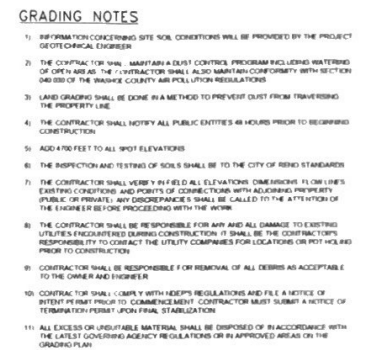 GRADING NOTES
1) INFORMATION CONCERNING SITE SOIL CONDITIONS WILL BE PROVIDED BY THE PROJECT
GEOTECHNICAL ENGINEER
2) THE CONTRACTOR SHALL MAINTAIN A DUST CONTROL PROGRAM INCLUDING WATERING
OF OPEN AREAS THE CONTRACTOR SHALL ALSO MAINTAIN CONFORMITY WITH SECTION
040.030 OF THE WASHOE COUNTY AIR POLLUTION REGULATIONS
3) LAND GRADING SHALL BE DONE IN A METHOD TO PREVENT DUST FROM TRAVERSING
THE PROPERTY LINE
4) THE CONTRACTOR SHALL NOTIFY ALL PUBLIC ENTITIES 48 HOURS PRIOR TO BEGINNING
CONSTRUCTION
5) ADD 4700 FEET TO ALL SPOT ELEVATIONS
6) THE INSPECTION AND TESTING OF SOILS SHALL BE TO THE CITY OF RENO STANDARDS
7) THE CONTRACTOR SHALL VERIFY IN FIELD ALL ELEVATIONS DIMENSIONS FLOW LINES
EXISTING CONDITIONS AND POINTS OF CONNECTIONS WITH ADJOINING PROPERTY
(PUBLIC OR PRIVATE) ANY DISCREPANCIES SHALL BE CALLED TO THE ATTENTION OF
THE ENGINEER BEFORE PROCEEDING WITH THE WORK
8) THE CONTRACTOR SHALL BE RESPONSIBLE FOR ANY AND ALL DAMAGE TO EXISTING
UTILITIES ENCOUNTERED DURING CONSTRUCTION IT SHALL BE THE CONTRACTOR'S
RESPONSIBILITY TO CONTACT THE UTILITY COMPANIES FOR LOCATIONS OR POT HOLING
PRIOR TO CONSTRUCTION
9) CONTRACTOR SHALL BE RESPONSIBLE FOR REMOVAL OF ALL DEBRIS AS ACCEPTABLE
TO THE OWNER AND ENGINEER
10) CONTRACTOR SHALL COMPLY WITH NDEP'S REGULATIONS AND FILE A NOTICE OF
INTENT PERMIT PRIOR TO COMMENCEMENT CONTRACTOR MUST SUBMIT A NOTICE OF
TERMINATION PERMIT UPON FINAL STABILIZATION
11) ALL EXCESS OR UNSUITABLE MATERIAL SHALL BE DISPOSED OF IN ACCORDANCE WITH
THE LATEST GOVERNING AGENCY REGULATIONS OR IN APPROVED AREAS ON THE
GRADING PLAN